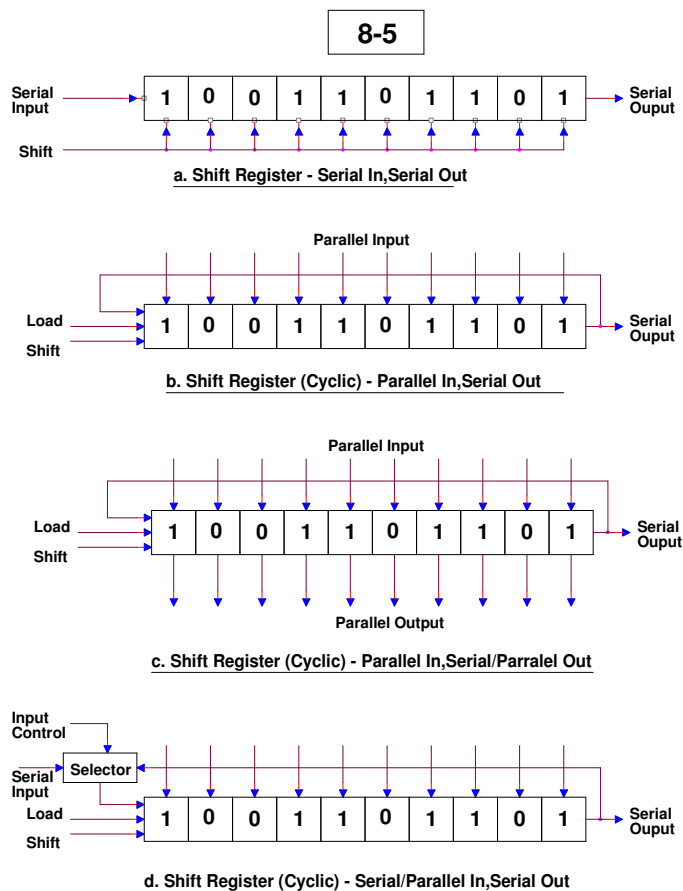 8-5
Serial
Input
1 0 0 1 1 0 1 1 0 1
Serial
Ouput
Shift
a. Shift Register - Serial In,Serial Out
Parallel Input
Load
Shift
1 0 0 1 1 0 1 1 0 1
Serial
Ouput
b. Shift Register (Cyclic) - Parallel In,Serial Out
Parallel Input
Load
Shift
1 0 0 1 1 0 1 1 0 1
Serial
Ouput
Parallel Output
c. Shift Register (Cyclic) - Parallel In,Serial/Parralel Out
Input
Control
Selector
Serial
Input
Load
Shift
1 0 0 1 1 0 1 1 0 1
Serial
Ouput
d. Shift Register (Cyclic) - Serial/Parallel In,Serial Out